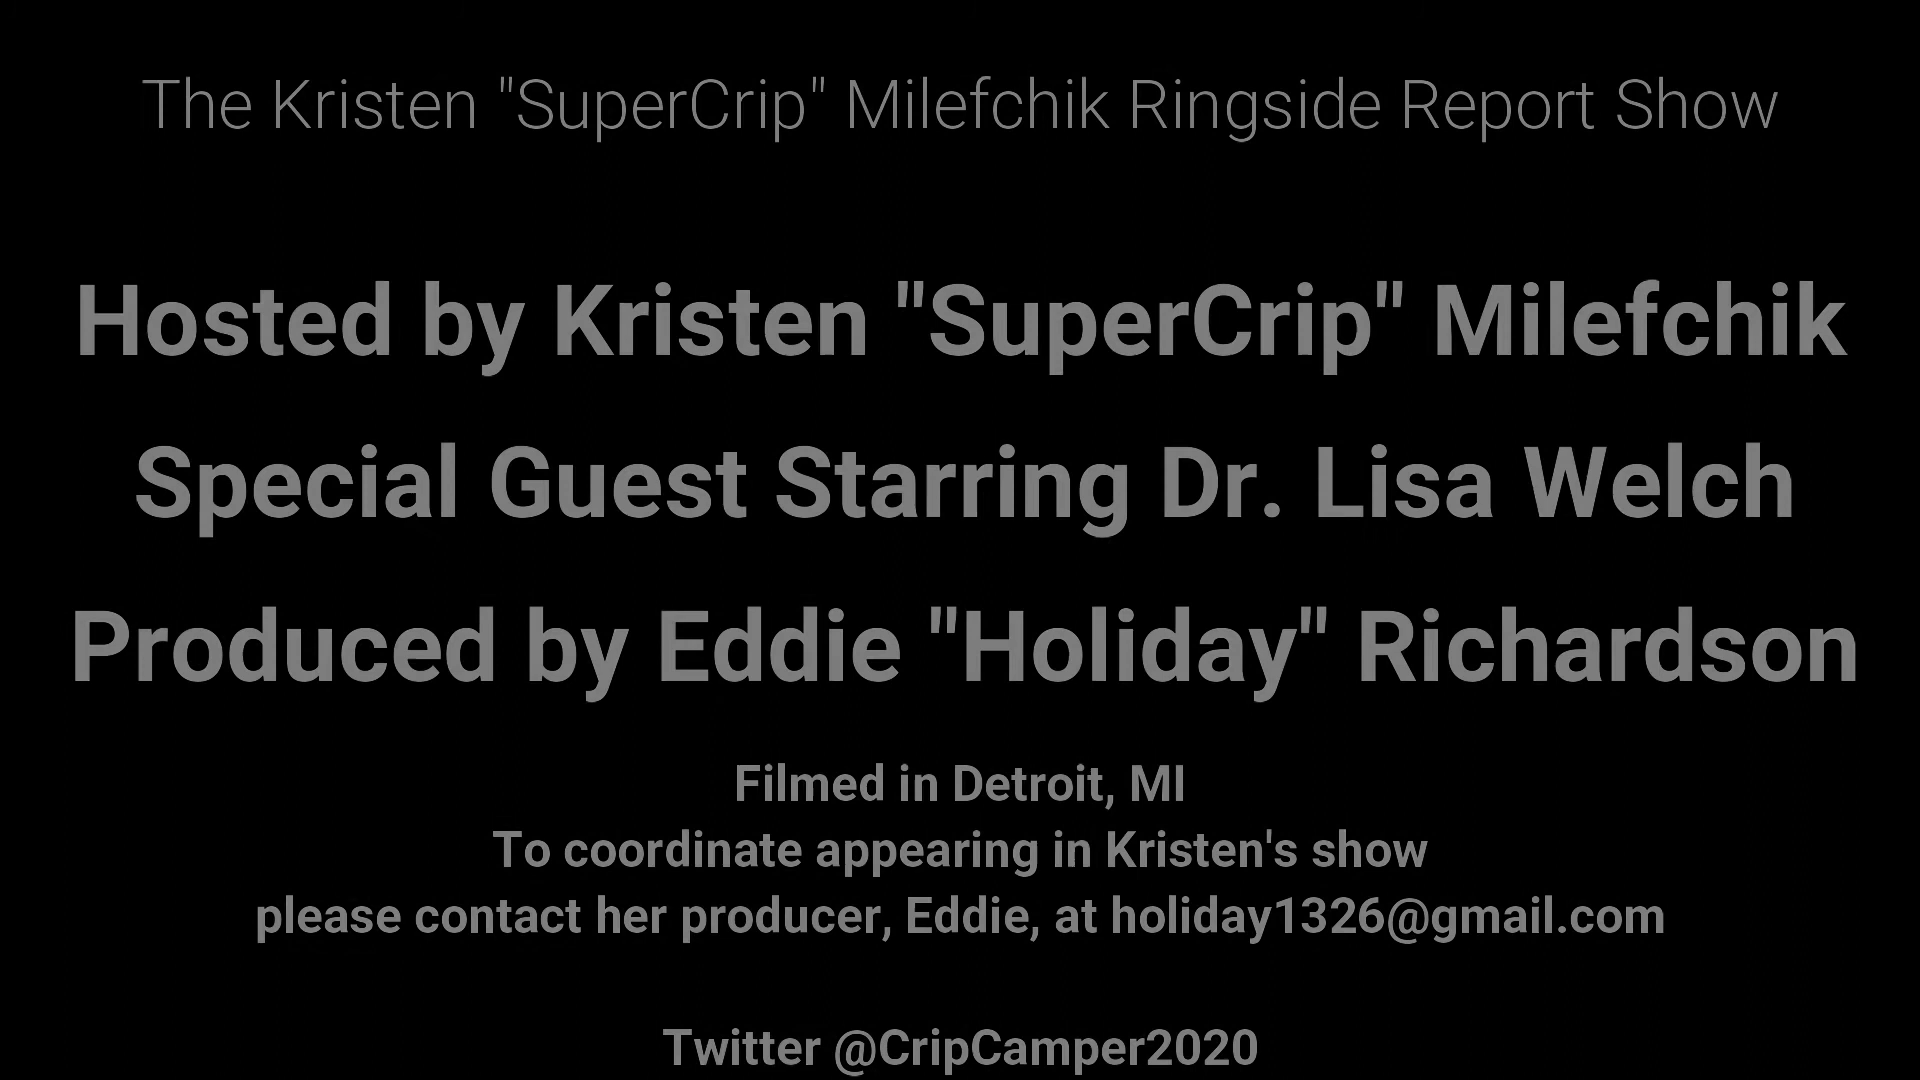 The Kristen "SuperCrip" Milefchik Ringside Report Show
Hosted by Kristen "SuperCrip" Milefchik
Special Guest Starring Dr. Lisa Welch
Produced by Eddie "Holiday" Richardson
Filmed in Detroit, MI
To coordinate appearing in Kristen's show
please contact her producer, Eddie, at holiday1326@gmail.com
Twitter @CripCamper2020